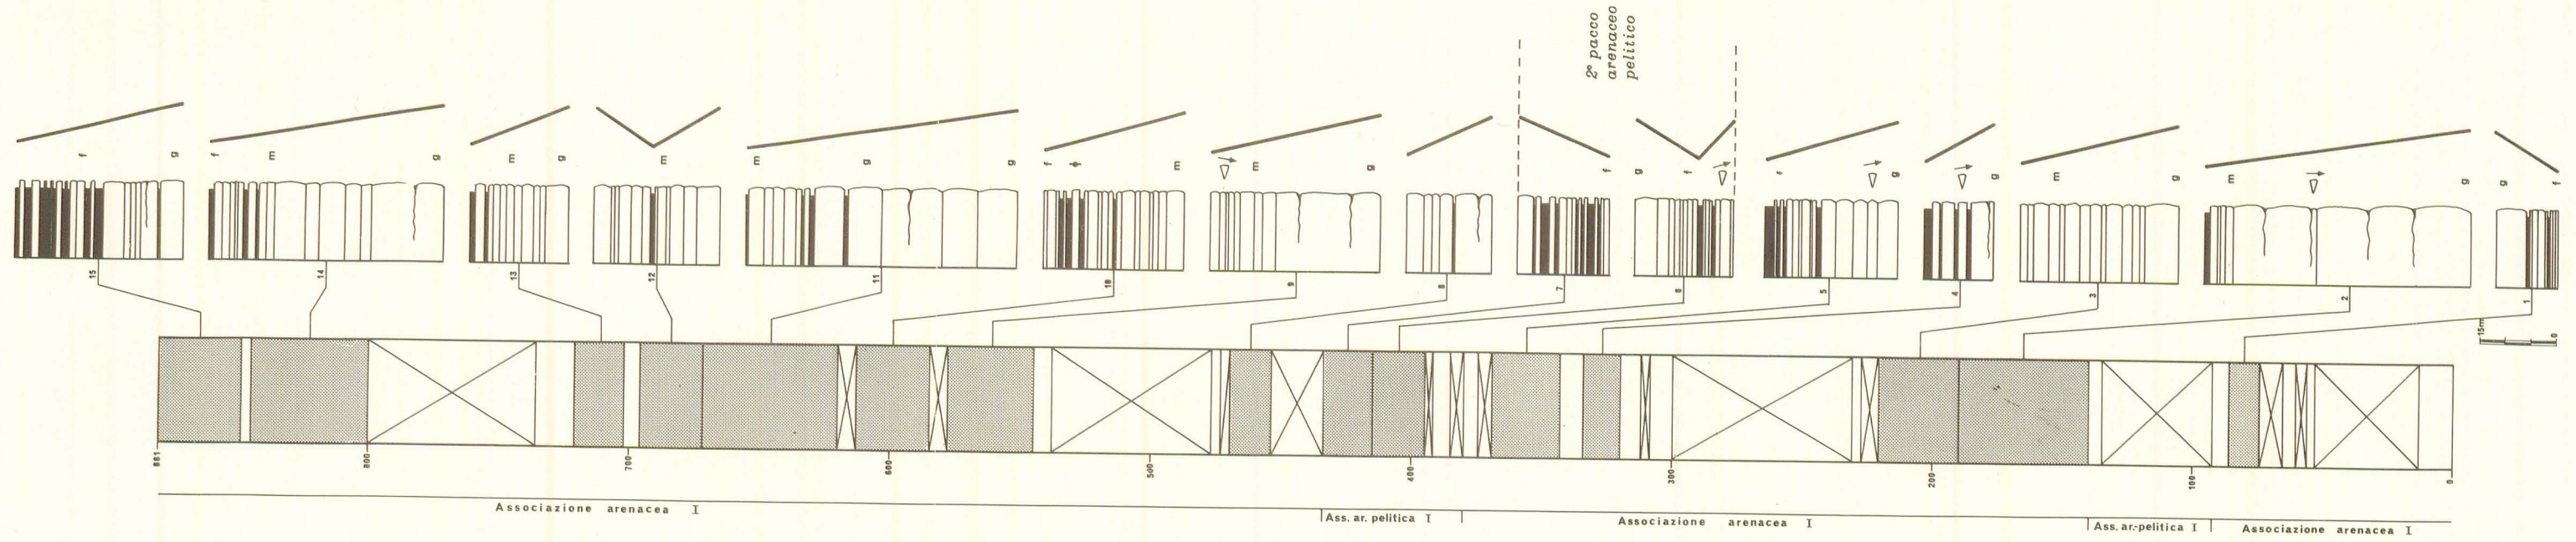 2° pacco
arenaceo
pelitico
f g f m g m g m m g g f m m g f g f g m m g g f
15 14 13 12 11 10 9 8 7 6 5 4 3 2 1
15m 0
881 800 700 600 500 400 300 200 100 0
Associazione arenacea I
Ass. ar. pelitica I
Associazione arenacea I
Ass. ar.-pelitica I
Associazione arenacea I